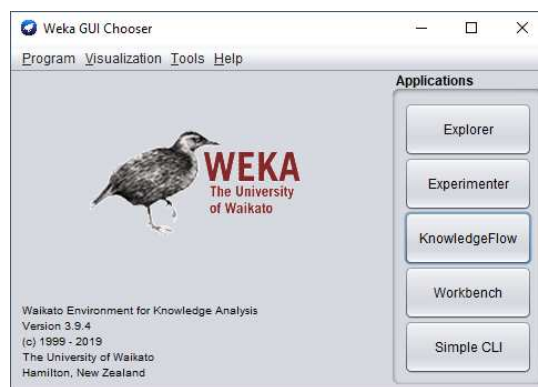 Weka GUI Chooser
Program Visualization Tools Help
Applications
WEKA
The University
of Waikato
Explorer
Experimenter
KnowledgeFlow
Workbench
Simple CLI
Waikato Environment for Knowledge Analysis
Version 3.9.4
(c) 1999 - 2019
The University of Waikato
Hamilton, New Zealand